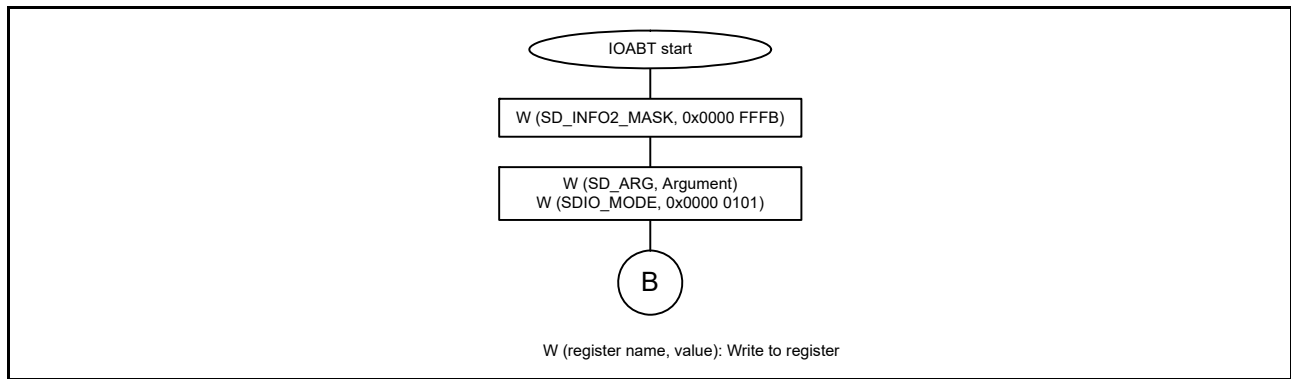 IOABT start
W (SD_INFO2_MASK, 0x0000 FFFB)
W (SD_ARG, Argument)
W (SDIO_MODE, 0x0000 0101)
B
W (register name, value): Write to register